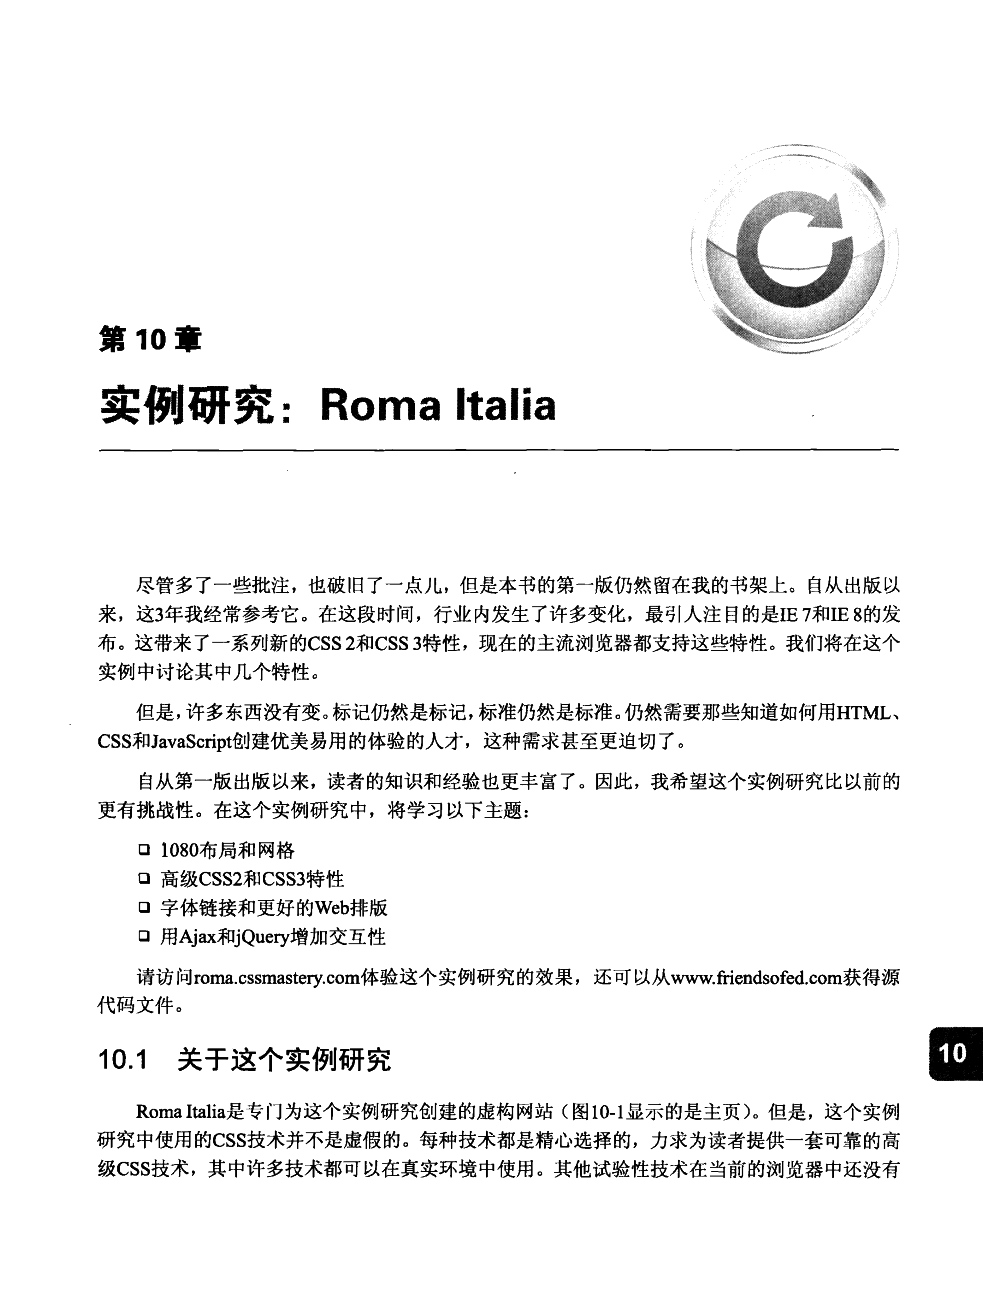 第 10 章
实例研究：Roma Italia
尽管多了一些批注，也破旧了一点儿，但是本书的第一版仍然留在我的书架上。自从出版以
来，这3年我经常参考它。在这段时间，行业内发生了许多变化，最引人注目的是IE 7和IE 8的发
布。这带来了一系列新的CSS 2和CSS 3特性，现在的主流浏览器都支持这些特性。我们将在这个
实例中讨论其中几个特性。
但是，许多东西没有变。标记仍然是标记，标准仍然是标准。仍然需要那些知道如何用HTML、
CSS和JavaScript创建优美易用的体验的人才，这种需求甚至更迫切了。
自从第一版出版以来，读者的知识和经验也更丰富了。因此，我希望这个实例研究比以前的
更有挑战性。在这个实例研究中，将学习以下主题：
❑ 1080布局和网格
❑ 高级CSS2和CSS3特性
❑ 字体链接和更好的Web排版
❑ 用Ajax和jQuery增加交互性
请访问roma.cssmastery.com体验这个实例研究的效果，还可以从www.friendsofed.com获得源
代码文件。
10.1 关于这个实例研究
10
Roma Italia是专门为这个实例研究创建的虚构网站（图10-1显示的是主页）。但是，这个实例
研究中使用的CSS技术并不是虚假的。每种技术都是精心选择的，力求为读者提供一套可靠的高
级CSS技术，其中许多技术都可以在真实环境中使用。其他试验性技术在当前的浏览器中还没有